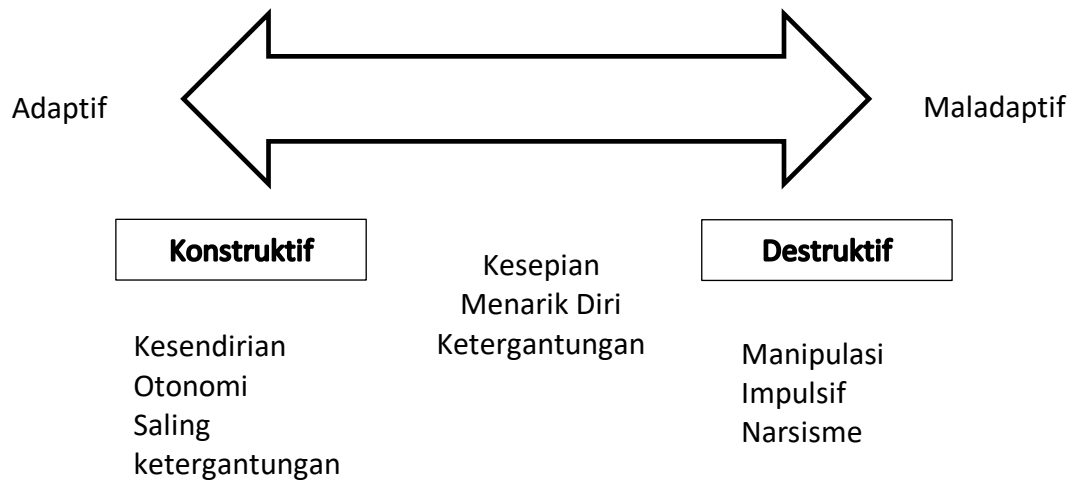 Adaptif
Maladaptif
Konstruktif
Kesendirian
Otonomi
Saling
ketergantungan
Kesepian
Menarik Diri
Ketergantungan
Destruktif
Manipulasi
Impulsif
Narsisme